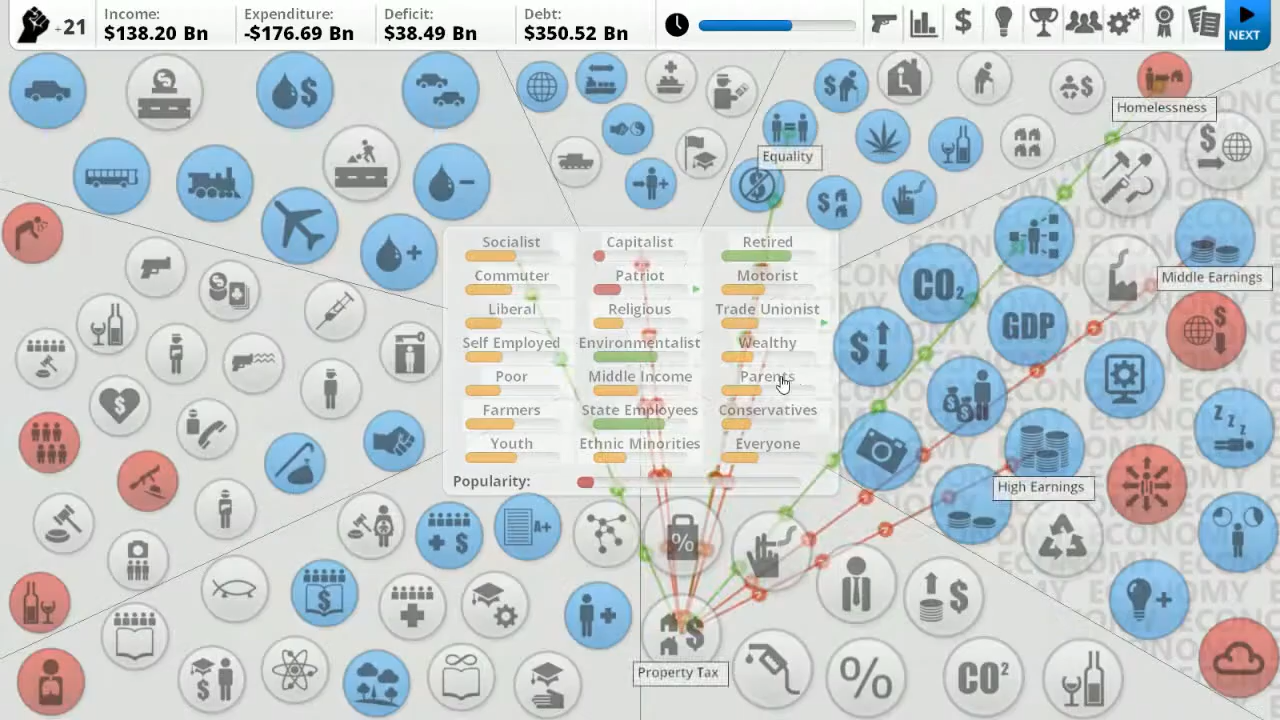 +21
Income:
$138.20 Bn
Expenditure:
-$176.69 Bn
Deficit:
$38.49 Bn
Debt:
$350.52 Bn
NEXT
Homelessness
Equality
Middle Earnings
High Earnings
Property Tax
Socialist Capitalist Retired
Commuter Patriot Motorist
Liberal Religious Trade Unionist
Self Employed Environmentalist Wealthy
Poor Middle Income Parents
Farmers State Employees Conservatives
Youth Ethnic Minorities Everyone
Popularity:
CO2
GDP
A+
%
%
CO²
ECONOMY